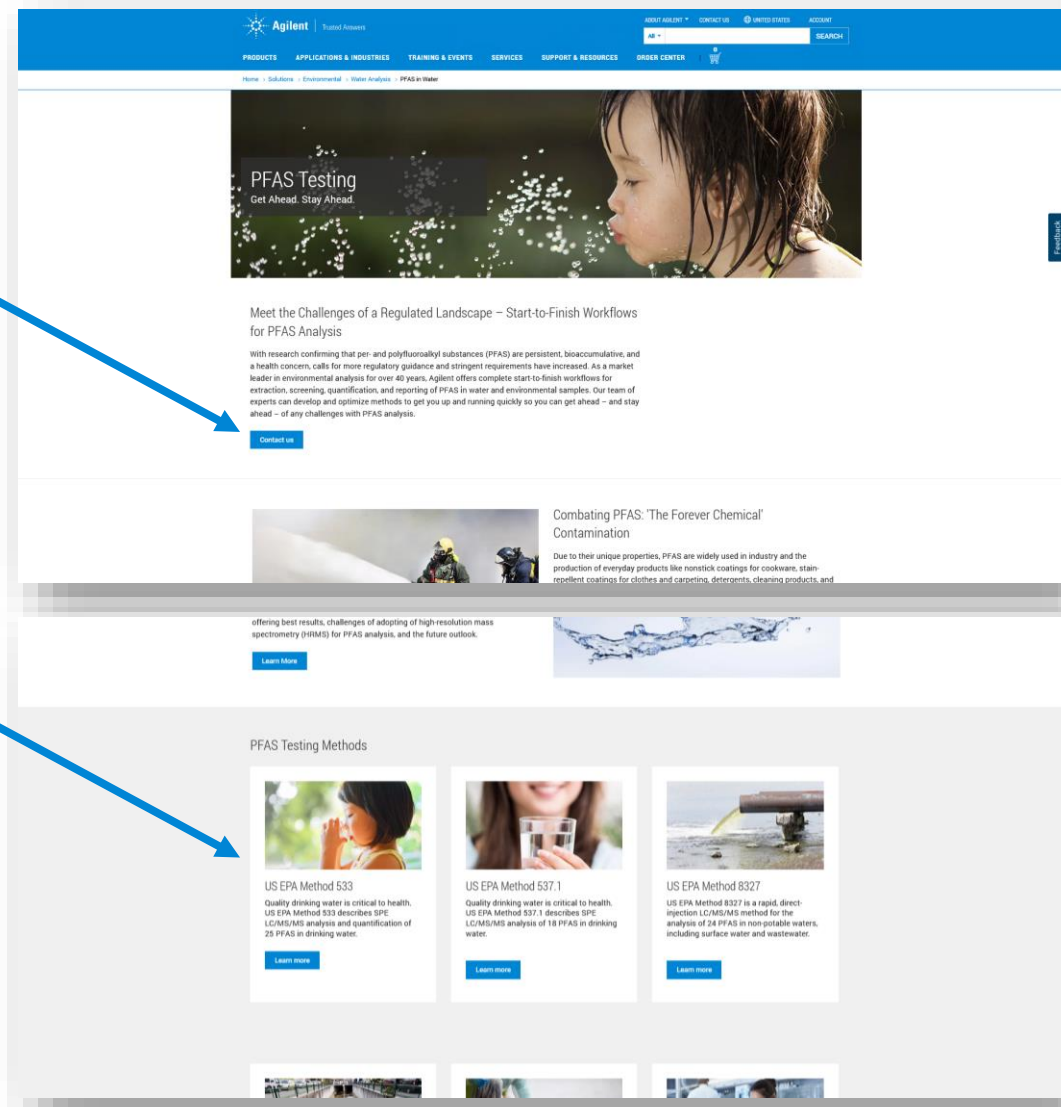 Agilent Trusted Answers
ABOUT AGILENT CONTACT US UNITED STATES ACCOUNT
All SEARCH
PRODUCTS APPLICATIONS & INDUSTRIES TRAINING & EVENTS SERVICES SUPPORT & RESOURCES ORDER CENTER 0
Home > Solutions > Environmental > Water Analysis > PFAS in Water
PFAS Testing
Get Ahead. Stay Ahead.
Feedback
Meet the Challenges of a Regulated Landscape – Start-to-Finish Workflows
for PFAS Analysis
With research confirming that per- and polyfluoroalkyl substances (PFAS) are persistent, bioaccumulative, and
a health concern, calls for more regulatory guidance and stringent requirements have increased. As a market
leader in environmental analysis for over 40 years, Agilent offers complete start-to-finish workflows for
extraction, screening, quantification, and reporting of PFAS in water and environmental samples. Our team of
experts can develop and optimize methods to get you up and running quickly so you can get ahead – and stay
ahead – of any challenges with PFAS analysis.
Contact us
Combating PFAS: 'The Forever Chemical'
Contamination
Due to their unique properties, PFAS are widely used in industry and the
production of everyday products like nonstick coatings for cookware, stain-
repellent coatings for clothes and carpeting, detergents, cleaning products, and
offering best results, challenges of adopting of high-resolution mass
spectrometry (HRMS) for PFAS analysis, and the future outlook.
Learn More
PFAS Testing Methods
US EPA Method 533
Quality drinking water is critical to health.
US EPA Method 533 describes SPE
LC/MS/MS analysis and quantification of
25 PFAS in drinking water.
Learn more
US EPA Method 537.1
Quality drinking water is critical to health.
US EPA Method 537.1 describes SPE
LC/MS/MS analysis of 18 PFAS in drinking
water.
Learn more
US EPA Method 8327
US EPA Method 8327 is a rapid, direct-
injection LC/MS/MS method for the
analysis of 24 PFAS in non-potable waters,
including surface water and wastewater.
Learn more